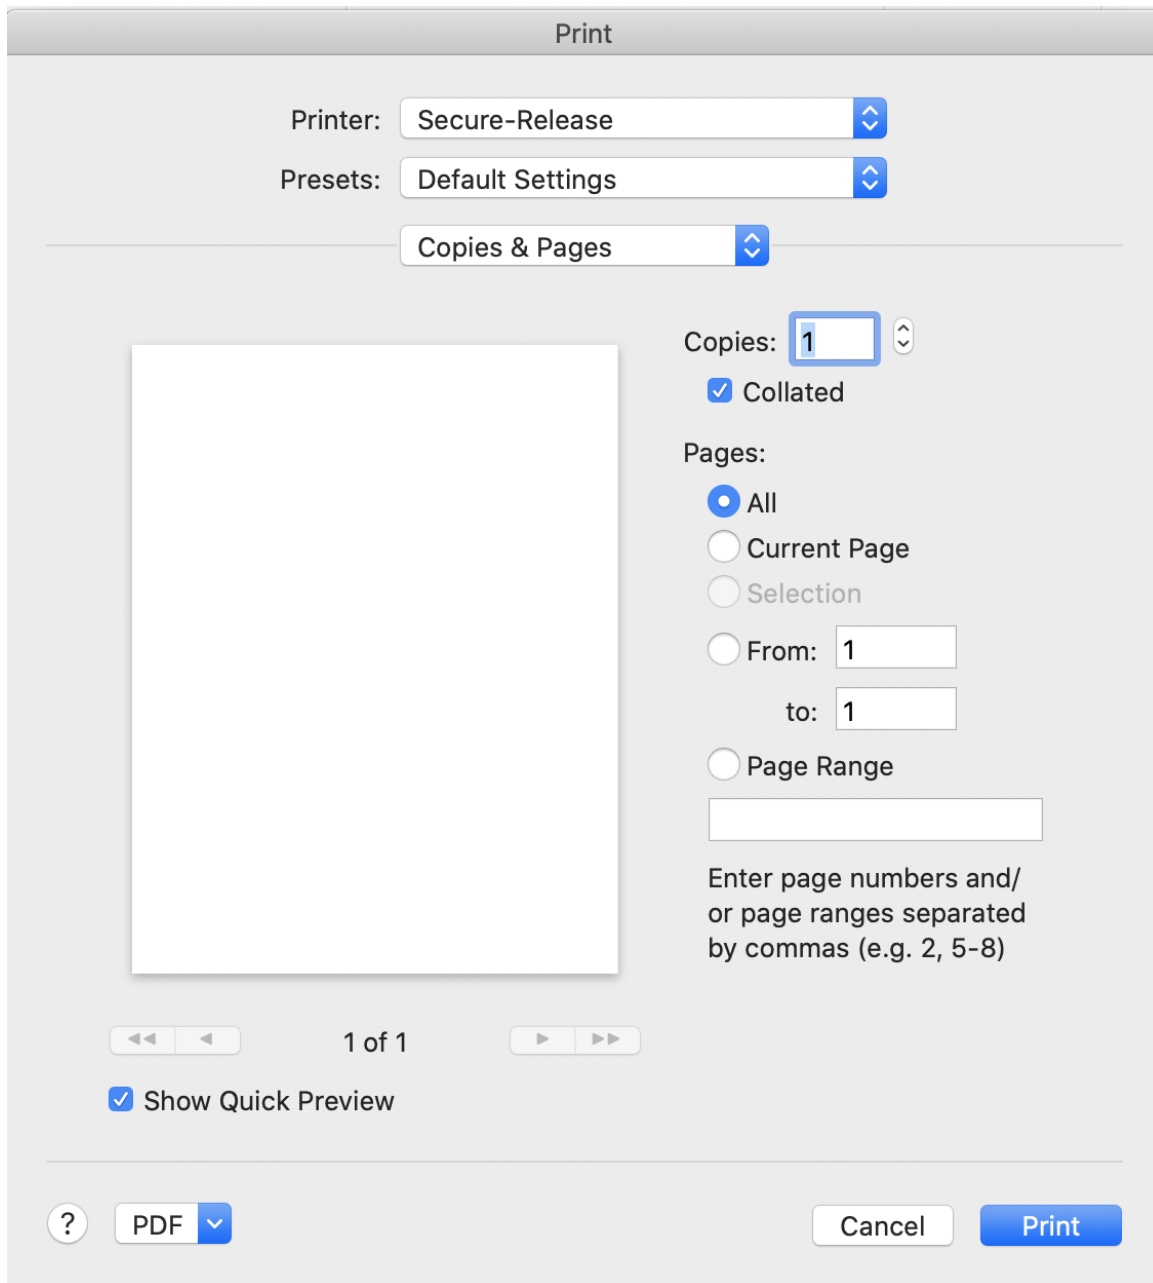 Print
Printer: Secure-Release
Presets: Default Settings
Copies & Pages
Copies: 1
Collated
Pages:
All
Current Page
Selection
From: 1
to: 1
Page Range
Enter page numbers and/
or page ranges separated
by commas (e.g. 2, 5-8)
1 of 1
Show Quick Preview
? PDF Cancel Print